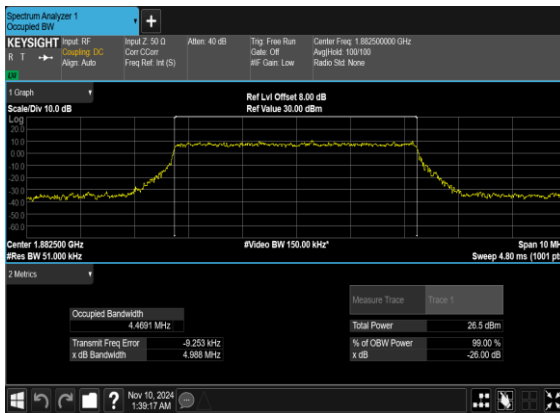 Spectrum Analyzer 1
Occupied BW
KEYSIGHT
R T
Input: RF
Coupling: DC
Align: Auto
Input Z: 50 Ω
Corr CCorr
Freq Ref: Int (S)
Atten: 40 dB
Trig: Free Run
Gate: Off
#IF Gain: Low
Center Freq: 1.882500000 GHz
Avg|Hold: 100/100
Radio Std: None
1 Graph
Scale/Div 10.0 dB
Ref Lvl Offset 8.00 dB
Ref Value 30.00 dBm
Log
20.0
10.0
0.00
-10.0
-20.0
-30.0
-40.0
-50.0
-60.0
Center 1.882500 GHz
#Res BW 51.000 kHz
#Video BW 150.00 kHz*
Span 10 MH
Sweep 4.80 ms (1001 pt
2 Metrics
Measure Trace Trace 1
Occupied Bandwidth
4.4691 MHz
Total Power 26.5 dBm
Transmit Freq Error -9.253 kHz
% of OBW Power 99.00 %
x dB Bandwidth 4.988 MHz
x dB -26.00 dB
Nov 10, 2024
1:39:17 AM